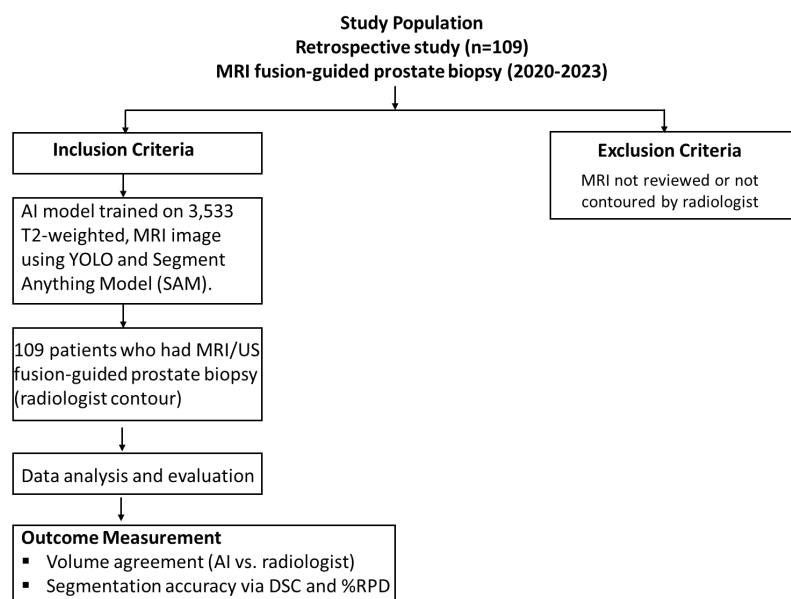 Study Population
Retrospective study (n=109)
MRI fusion-guided prostate biopsy (2020-2023)
Inclusion Criteria
AI model trained on 3,533
T2-weighted, MRI image
using YOLO and Segment
Anything Model (SAM).
109 patients who had MRI/US
fusion-guided prostate biopsy
(radiologist contour)
Data analysis and evaluation
Outcome Measurement
▪ Volume agreement (AI vs. radiologist)
▪ Segmentation accuracy via DSC and %RPD
Exclusion Criteria
MRI not reviewed or not
contoured by radiologist